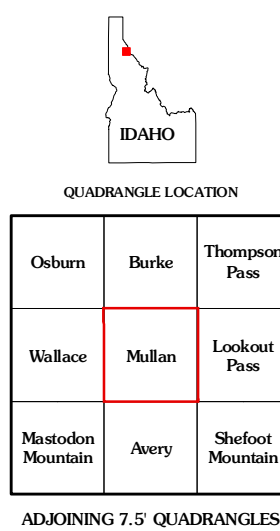 IDAHO
QUADRANGLE LOCATION
Osburn
Burke
Thompson
Pass
Wallace
Mullan
Lookout
Pass
Mastodon
Mountain
Avery
Shefoot
Mountain
ADJOINING 7.5' QUADRANGLES